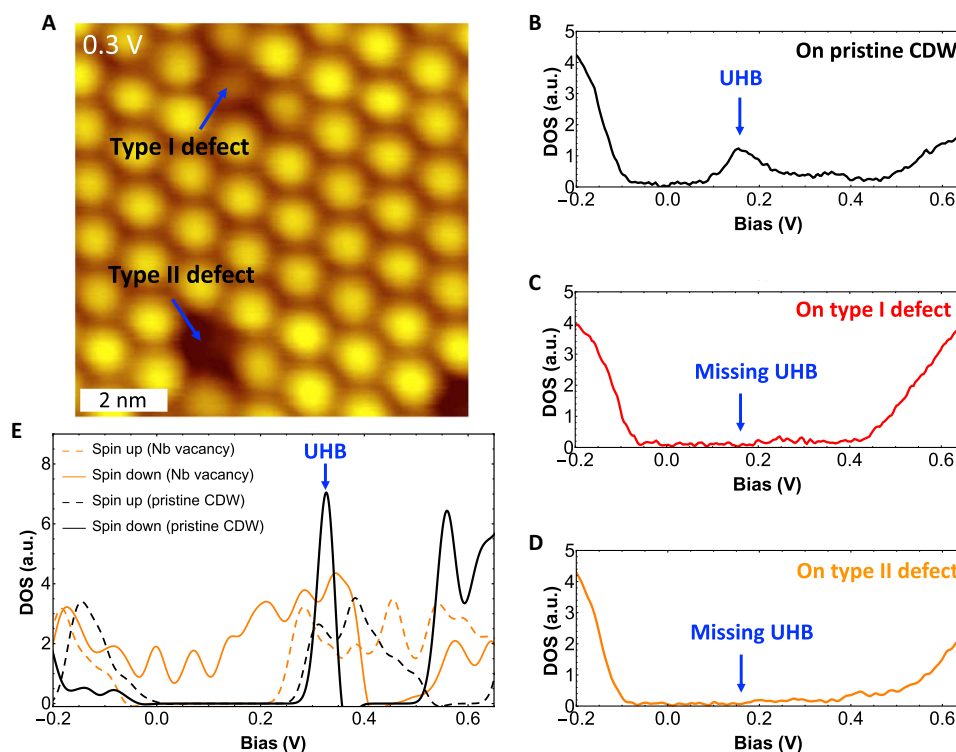 A
0.3 V
Type I defect
Type II defect
2 nm
B
On pristine CDW
UHB
DOS (a.u.)
5
4
3
2
1
0
−0.2 0.0 0.2 0.4 0.6
Bias (V)
C
On type I defect
Missing UHB
DOS (a.u.)
5
4
3
2
1
0
−0.2 0.0 0.2 0.4 0.6
Bias (V)
D
On type II defect
Missing UHB
DOS (a.u.)
5
4
3
2
1
0
−0.2 0.0 0.2 0.4 0.6
Bias (V)
E
Spin up (Nb vacancy)
Spin down (Nb vacancy)
Spin up (pristine CDW)
Spin down (pristine CDW)
UHB
DOS (a.u.)
8
6
4
2
0
−0.2 0.0 0.2 0.4 0.6
Bias (V)